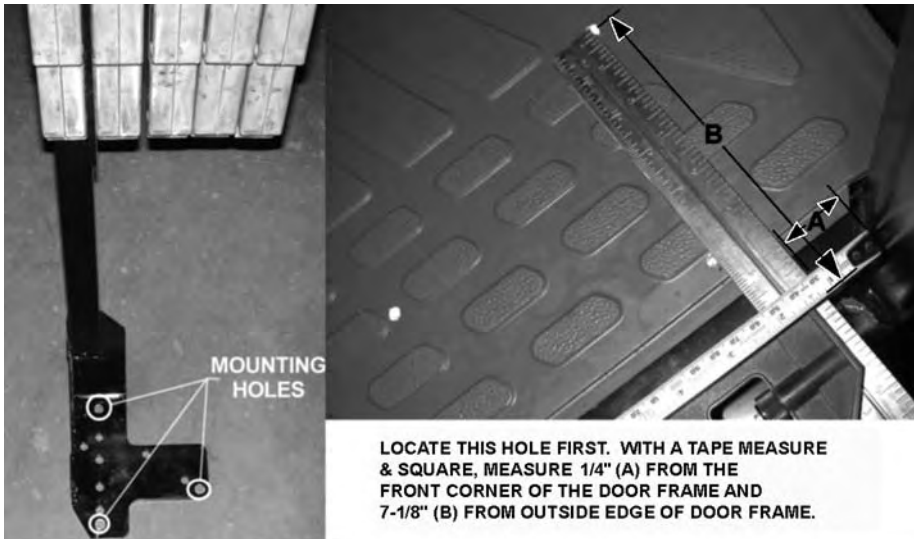 MOUNTING
HOLES
B
A
LOCATE THIS HOLE FIRST. WITH A TAPE MEASURE
& SQUARE, MEASURE 1/4" (A) FROM THE
FRONT CORNER OF THE DOOR FRAME AND
7-1/8" (B) FROM OUTSIDE EDGE OF DOOR FRAME.